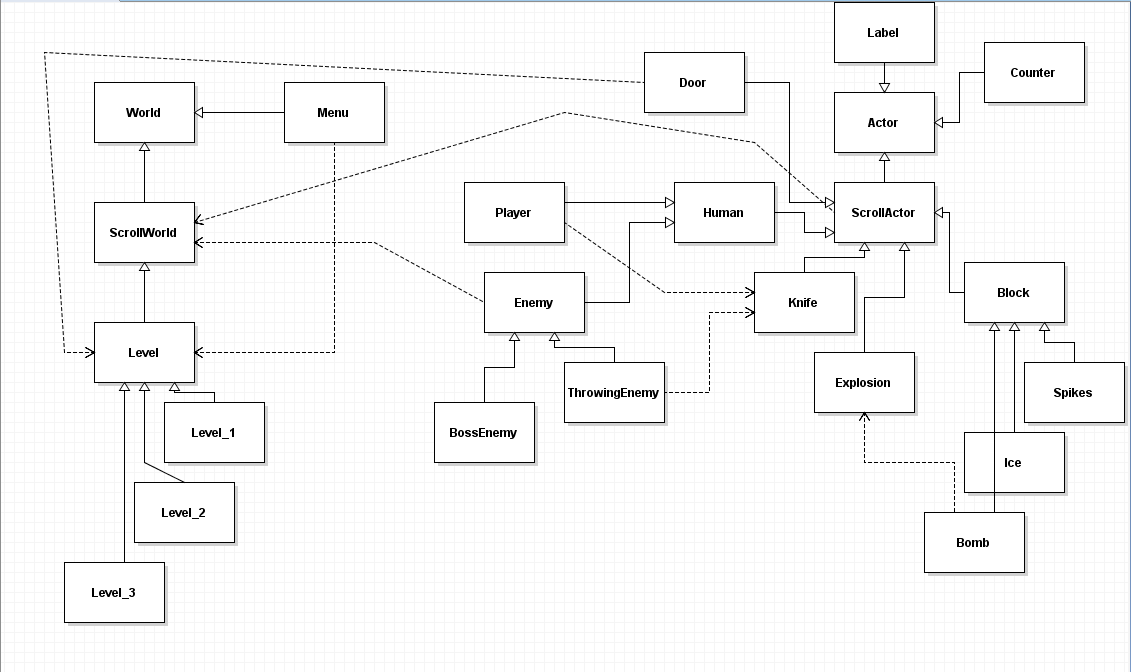 Label
Counter
Door
World
Menu
Actor
Player
Human
ScrollActor
ScrollWorld
Enemy
Knife
Block
Level
Explosion
ThrowingEnemy
Spikes
Level_1
BossEnemy
Ice
Level_2
Bomb
Level_3